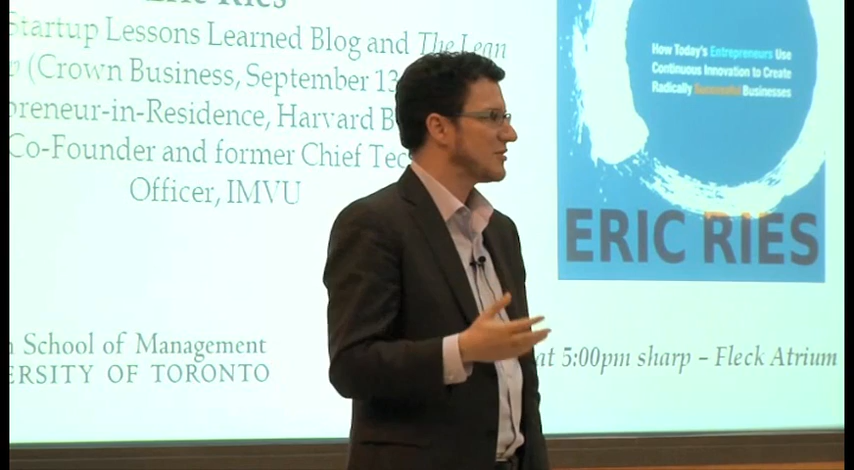 Eric Ries
Startup Lessons Learned Blog and The Lean
p (Crown Business, September 13
preneur-in-Residence, Harvard B
Co-Founder and former Chief Tec
Officer, IMVU
School of Management
ERSITY OF TORONTO
How Today's Entrepreneurs Use
Continuous Innovation to Create
Radically Successful Businesses
ERIC RIES
at 5:00pm sharp – Fleck Atrium